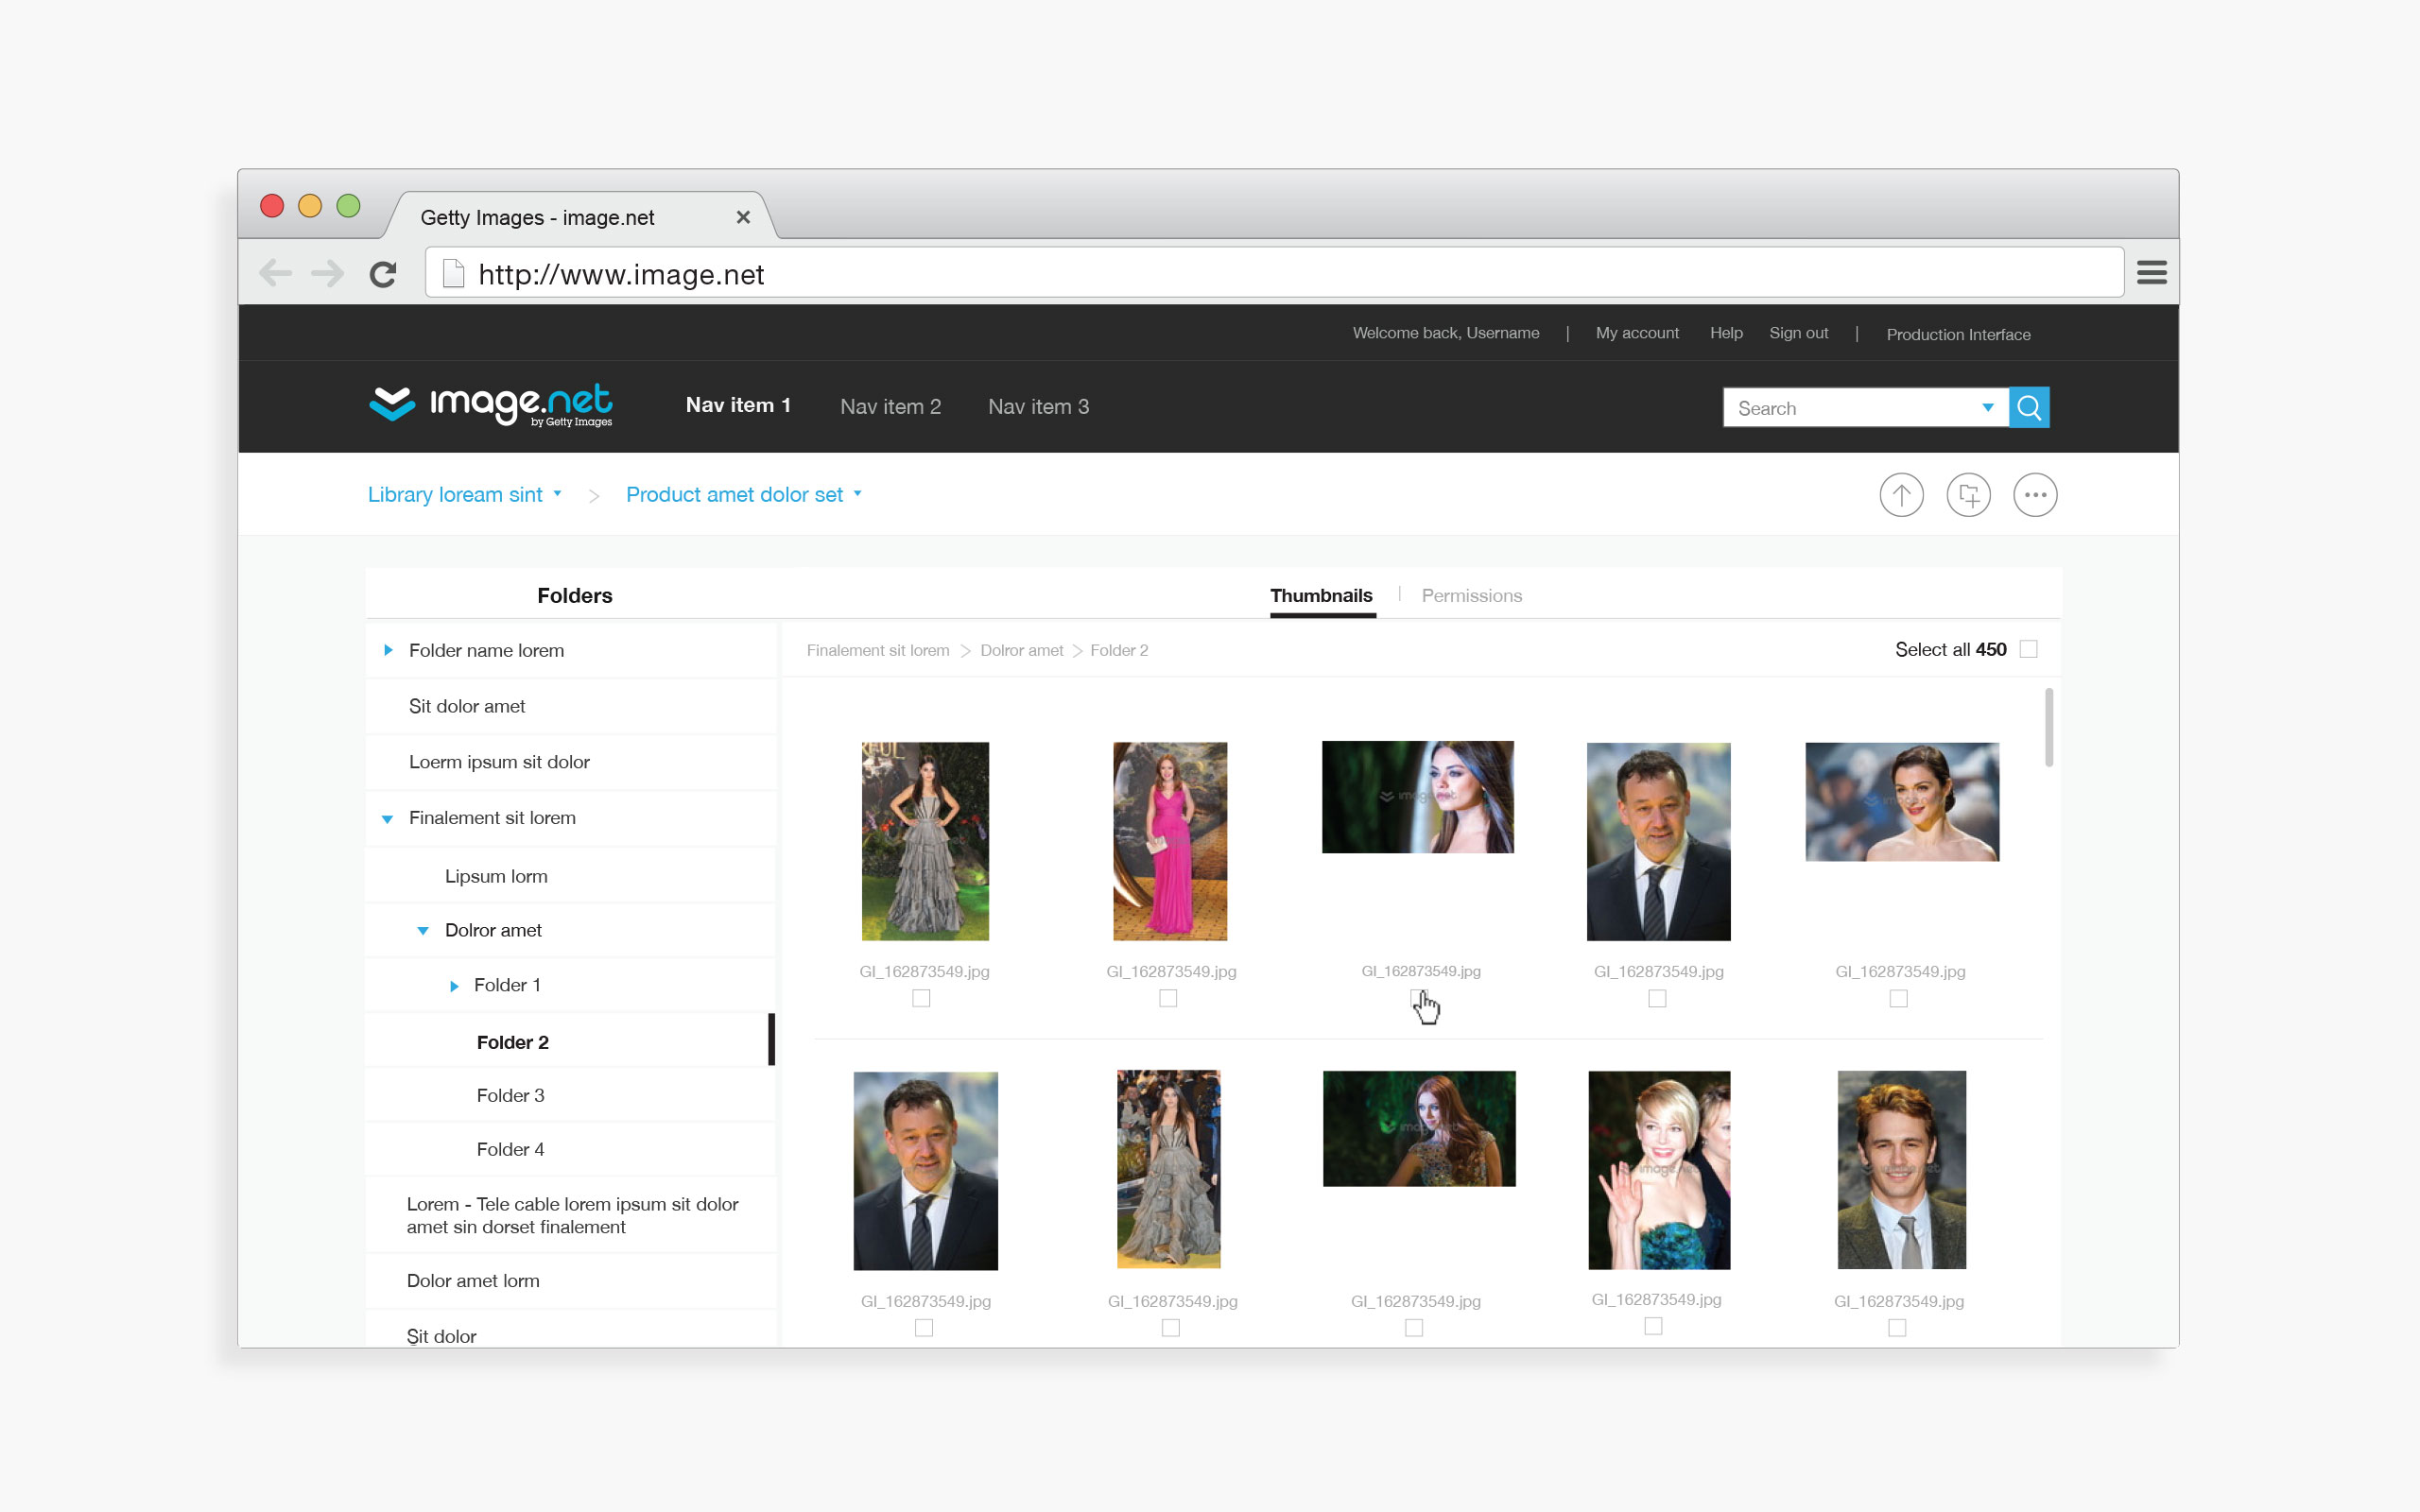 Getty Images - image.net
http://www.image.net
Welcome back, Username | My account Help Sign out | Production Interface
image.net
by Getty Images
Nav item 1 Nav item 2 Nav item 3
Search
Library loream sint > Product amet dolor set
Folders
Thumbnails | Permissions
Folder name lorem
Sit dolor amet
Loerm ipsum sit dolor
Finalement sit lorem
Lipsum lorm
Dolror amet
Folder 1
Folder 2
Folder 3
Folder 4
Lorem - Tele cable lorem ipsum sit dolor
amet sin dorset finalement
Dolor amet lorm
Sit dolor
Finalement sit lorem > Dolror amet > Folder 2
Select all 450
GI_162873549.jpg GI_162873549.jpg GI_162873549.jpg GI_162873549.jpg GI_162873549.jpg
image.net
image.net
image.net
GI_162873549.jpg GI_162873549.jpg GI_162873549.jpg GI_162873549.jpg GI_162873549.jpg